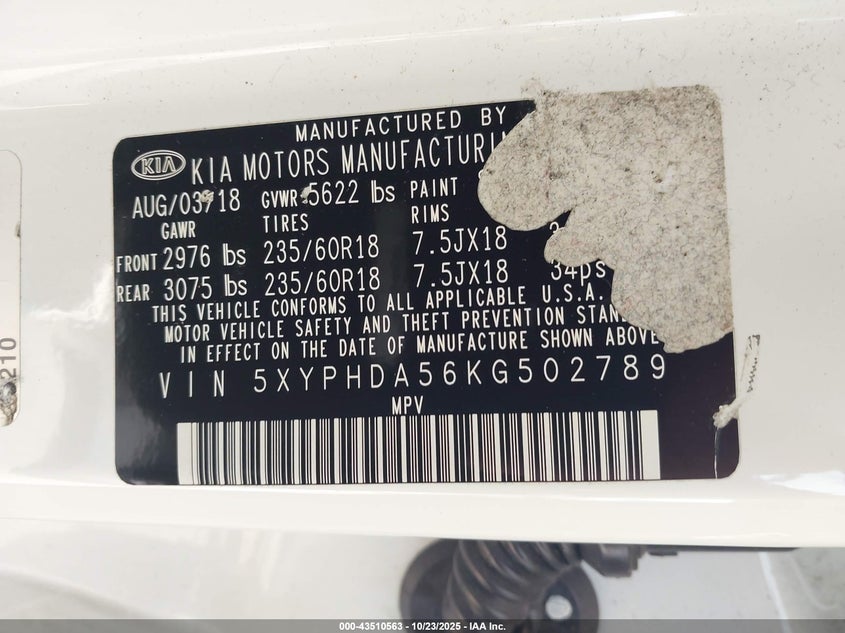 MANUFACTURED BY
KIA KIA MOTORS MANUFACTURI
AUG/03/18 GVWR 5622 lbs PAINT
GAWR TIRES RIMS
FRONT 2976 lbs 235/60R18 7.5JX18
REAR 3075 lbs 235/60R18 7.5JX18 34ps
THIS VEHICLE CONFORMS TO ALL APPLICABLE U.S.A.
MOTOR VEHICLE SAFETY AND THEFT PREVENTION STAN
IN EFFECT ON THE DATE OF MANUFACTURE SHOWN ABOVE
VIN 5XYPHDA56KG502789
MPV
210
000-43510563 | 10/23/2025 - IAA Inc.